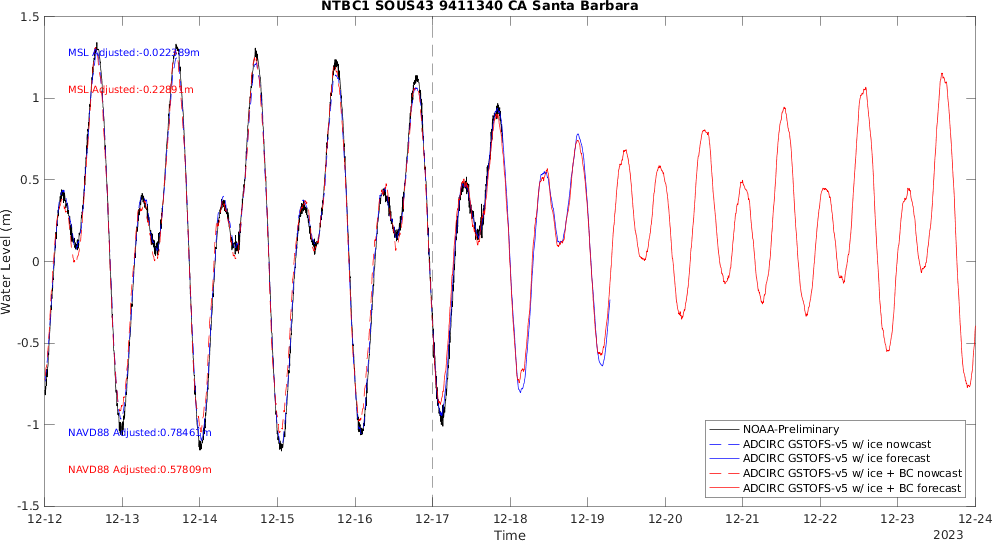 NTBC1 SOUS43 9411340 CA Santa Barbara
1.5
MSL Adjusted:-0.022389m
MSL Adjusted:-0.22891m
1
0.5
0
-0.5
-1
-1.5
Water Level (m)
NAVD88 Adjusted:0.78461m
NAVD88 Adjusted:0.57809m
NOAA-Preliminary
ADCIRC GSTOFS-v5 w/ ice nowcast
ADCIRC GSTOFS-v5 w/ ice forecast
ADCIRC GSTOFS-v5 w/ ice + BC nowcast
ADCIRC GSTOFS-v5 w/ ice + BC forecast
12-12 12-13 12-14 12-15 12-16 12-17 12-18 12-19 12-20 12-21 12-22 12-23 12-24
Time
2023